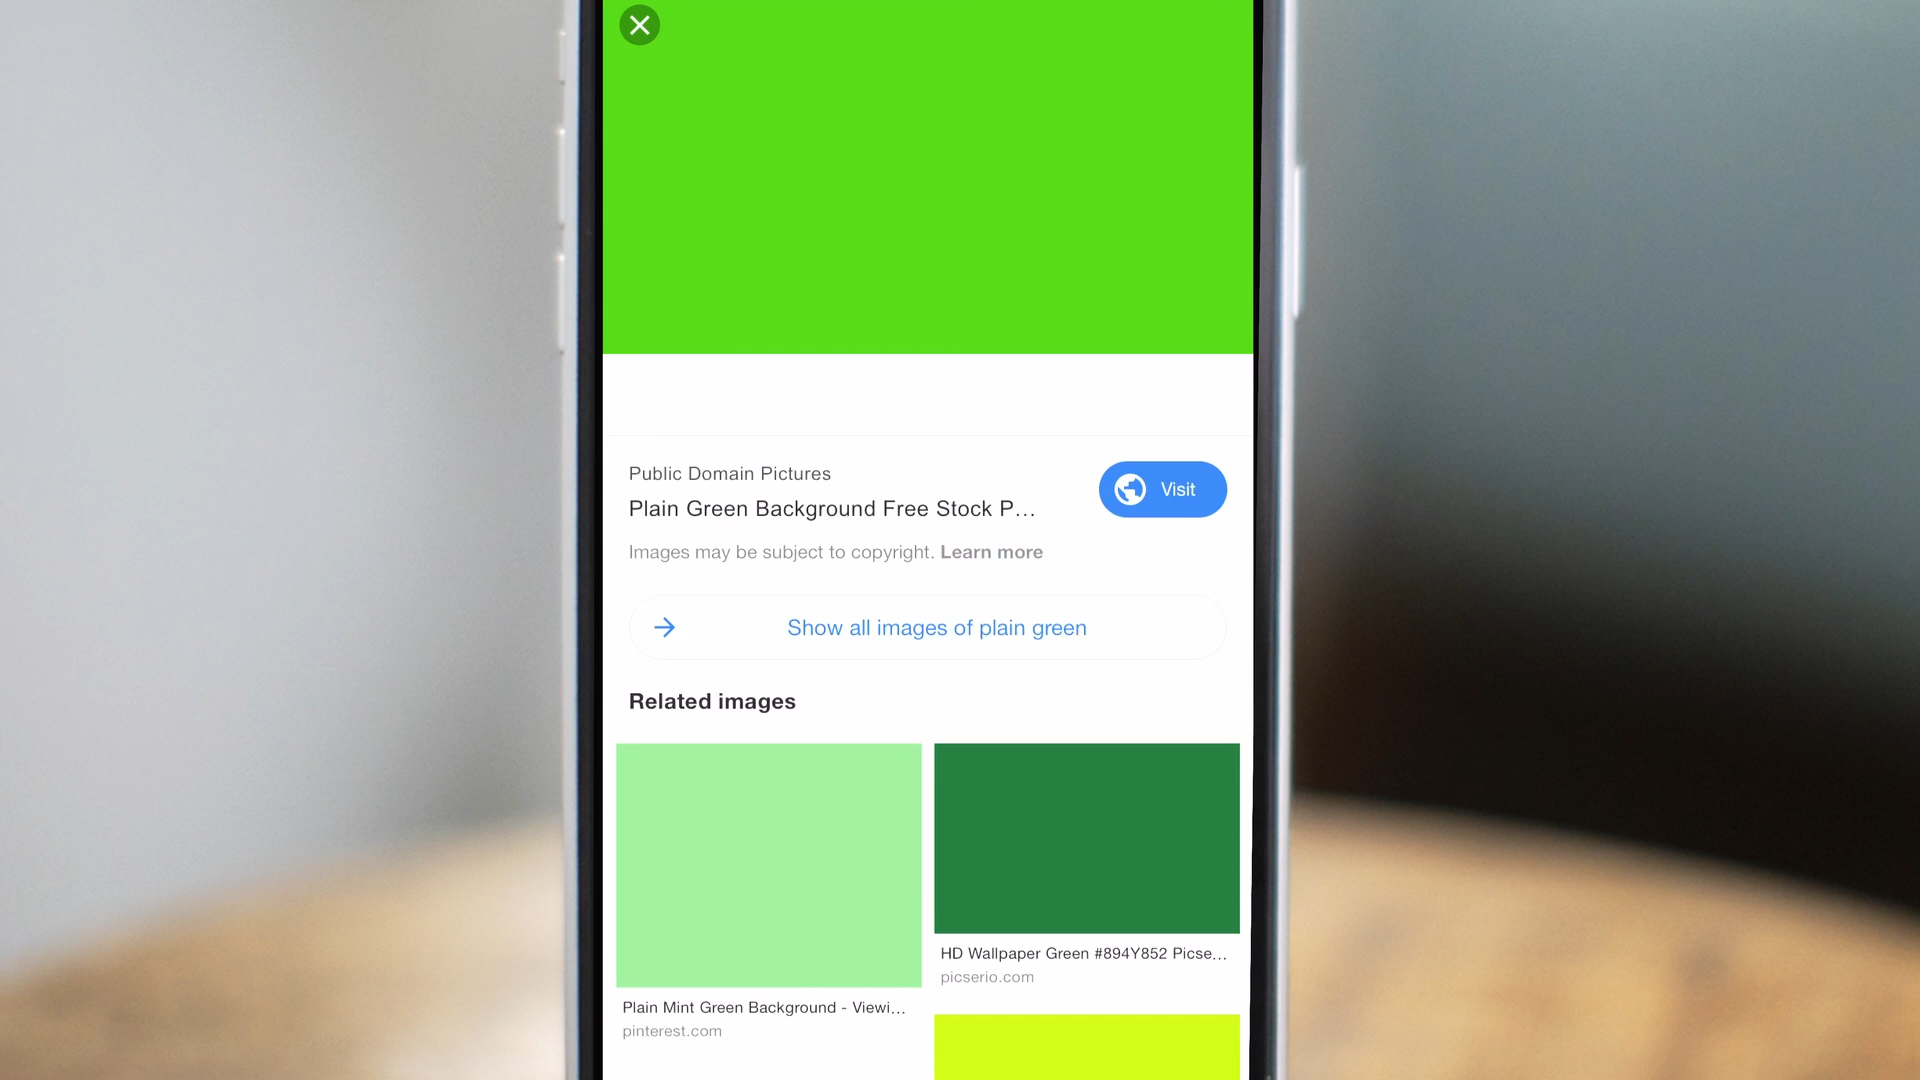 Public Domain Pictures
Plain Green Background Free Stock P...
Visit
Images may be subject to copyright. Learn more
Show all images of plain green
Related images
HD Wallpaper Green #894Y852 Picse...
picserio.com
Plain Mint Green Background - Viewi...
pinterest.com